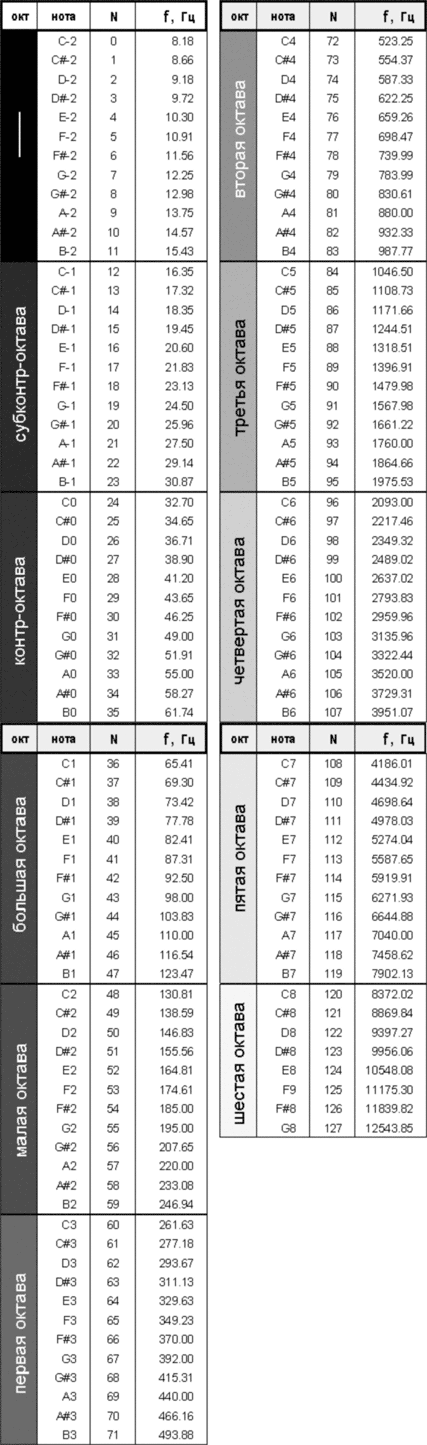 окт нота N f, Гц
C-2 0 8.18
C#-2 1 8.66
D-2 2 9.18
D#-2 3 9.72
E-2 4 10.30
F-2 5 10.91
F#-2 6 11.56
G-2 7 12.25
G#-2 8 12.98
A-2 9 13.75
A#-2 10 14.57
B-2 11 15.43
субконтр-октава
C-1 12 16.35
C#-1 13 17.32
D-1 14 18.35
D#-1 15 19.45
E-1 16 20.60
F-1 17 21.83
F#-1 18 23.13
G-1 19 24.50
G#-1 20 25.96
A-1 21 27.50
A#-1 22 29.14
B-1 23 30.87
контр-октава
C0 24 32.70
C#0 25 34.65
D0 26 36.71
D#0 27 38.90
E0 28 41.20
F0 29 43.65
F#0 30 46.25
G0 31 49.00
G#0 32 51.91
A0 33 55.00
A#0 34 58.27
B0 35 61.74
окт нота N f, Гц
большая октава
C1 36 65.41
C#1 37 69.30
D1 38 73.42
D#1 39 77.78
E1 40 82.41
F1 41 87.31
F#1 42 92.50
G1 43 98.00
G#1 44 103.83
A1 45 110.00
A#1 46 116.54
B1 47 123.47
малая октава
C2 48 130.81
C#2 49 138.59
D2 50 146.83
D#2 51 155.56
E2 52 164.81
F2 53 174.61
F#2 54 185.00
G2 55 195.00
G#2 56 207.65
A2 57 220.00
A#2 58 233.08
B2 59 246.94
первая октава
C3 60 261.63
C#3 61 277.18
D3 62 293.67
D#3 63 311.13
E3 64 329.63
F3 65 349.23
F#3 66 370.00
G3 67 392.00
G#3 68 415.31
A3 69 440.00
A#3 70 466.16
B3 71 493.88
окт нота N f, Гц
вторая октава
C4 72 523.25
C#4 73 554.37
D4 74 587.33
D#4 75 622.25
E4 76 659.26
F4 77 698.47
F#4 78 739.99
G4 79 783.99
G#4 80 830.61
A4 81 880.00
A#4 82 932.33
B4 83 987.77
третья октава
C5 84 1046.50
C#5 85 1108.73
D5 86 1171.66
D#5 87 1244.51
E5 88 1318.51
F5 89 1396.91
F#5 90 1479.98
G5 91 1567.98
G#5 92 1661.22
A5 93 1760.00
A#5 94 1864.66
B5 95 1975.53
четвертая октава
C6 96 2093.00
C#6 97 2217.46
D6 98 2349.32
D#6 99 2489.02
E6 100 2637.02
F6 101 2793.83
F#6 102 2959.96
G6 103 3135.96
G#6 104 3322.44
A6 105 3520.00
A#6 106 3729.31
B6 107 3951.07
окт нота N f, Гц
пятая октава
C7 108 4186.01
C#7 109 4434.92
D7 110 4698.64
D#7 111 4978.03
E7 112 5274.04
F7 113 5587.65
F#7 114 5919.91
G7 115 6271.93
G#7 116 6644.88
A7 117 7040.00
A#7 118 7458.62
B7 119 7902.13
шестая октава
C8 120 8372.02
C#8 121 8869.84
D8 122 9397.27
D#8 123 9956.06
E8 124 10548.08
F9 125 11175.30
F#8 126 11839.82
G8 127 12543.85